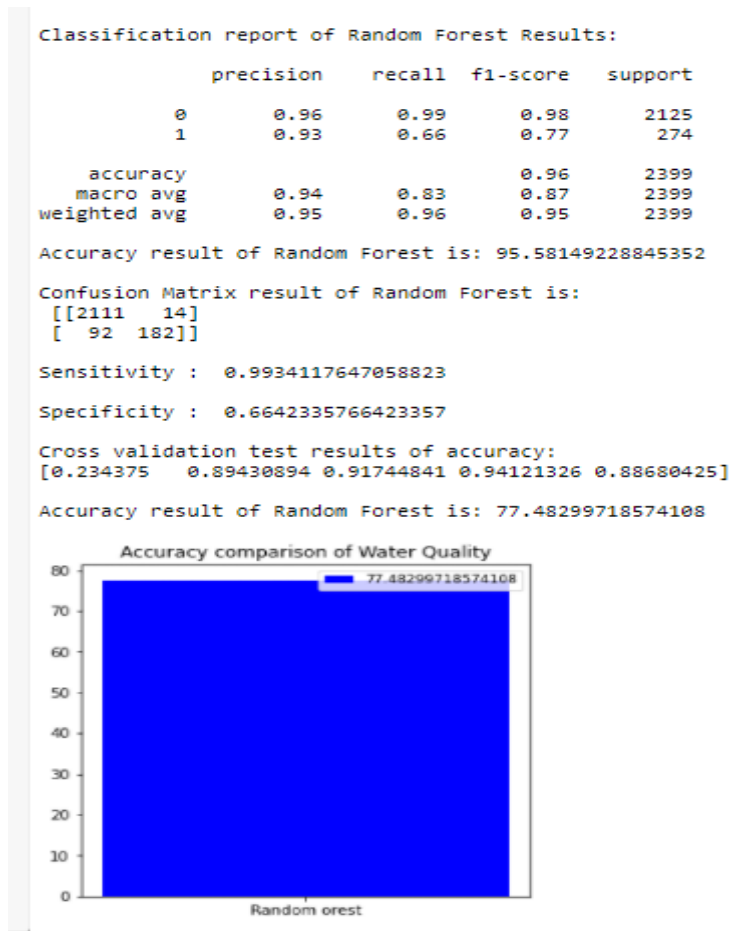 Classification report of Random Forest Results:
precision recall f1-score support
0 0.96 0.99 0.98 2125
1 0.93 0.66 0.77 274
accuracy 0.96 2399
macro avg 0.94 0.83 0.87 2399
weighted avg 0.95 0.96 0.95 2399
Accuracy result of Random Forest is: 95.58149228845352
Confusion Matrix result of Random Forest is:
[[2111 14]
[ 92 182]]
Sensitivity : 0.9934117647058823
Specificity : 0.6642335766423357
Cross validation test results of accuracy:
[0.234375 0.89430894 0.91744841 0.94121326 0.88680425]
Accuracy result of Random Forest is: 77.48299718574108
Accuracy comparison of Water Quality
77.48299718574108
80
70
60
50
40
30
20
10
0
Random orest